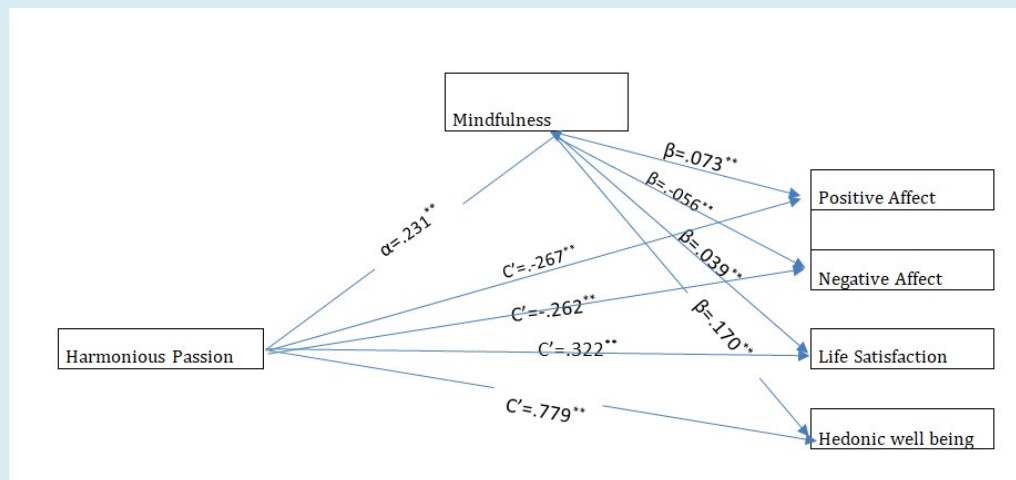 Mindfulness
β=.073**
β=.-056**
Positive Affect
α=.231**
β=.039**
C’=.-267**
Negative Affect
C’=-.262**
β=.170**
Harmonious Passion
C’=.322**
Life Satisfaction
C’=.779**
Hedonic well being